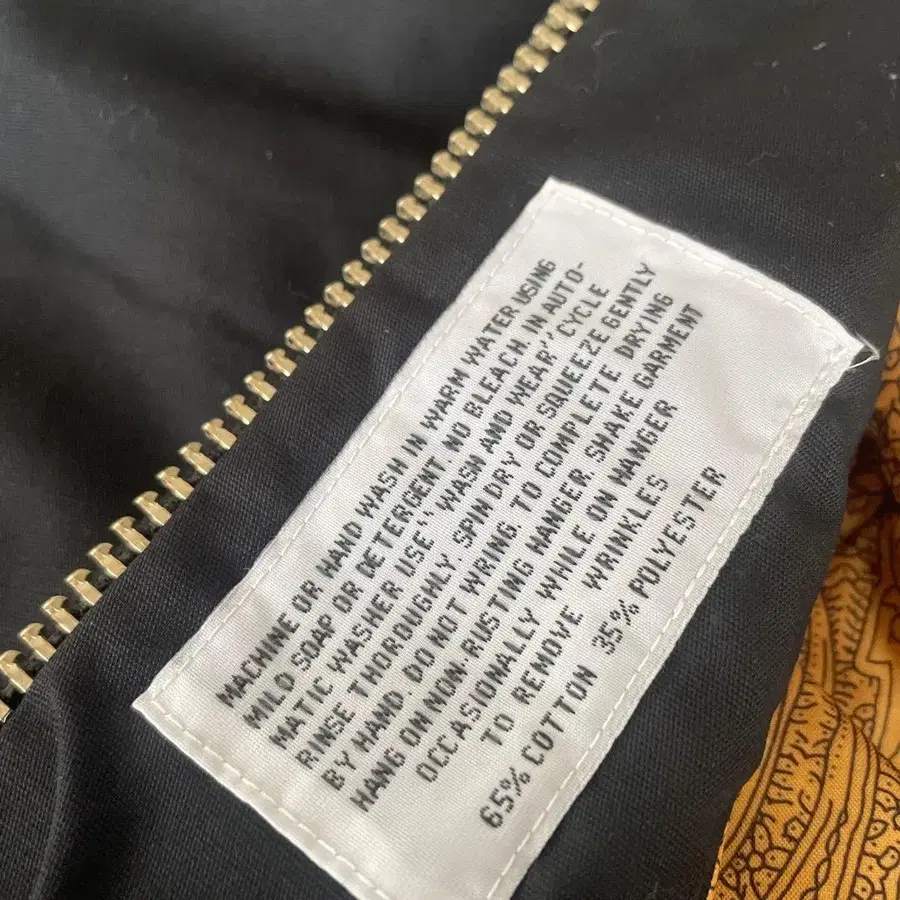 MACHINE OR HAND WASH IN WARM WATER USING
MILD SOAP OR DETERGENT. NO BLEACH. IN AUTO-
MATIC WASHER USE "WASH AND WEAR" CYCLE
RINSE THOROUGHLY. SPIN DRY OR SQUEEZE GENTLY
BY HAND. DO NOT WRING. TO COMPLETE DRYING
HANG ON NON-RUSTING HANGER. SHAKE GARMENT
OCCASIONALLY WHILE ON HANGER
TO REMOVE WRINKLES
65% COTTON 35% POLYESTER